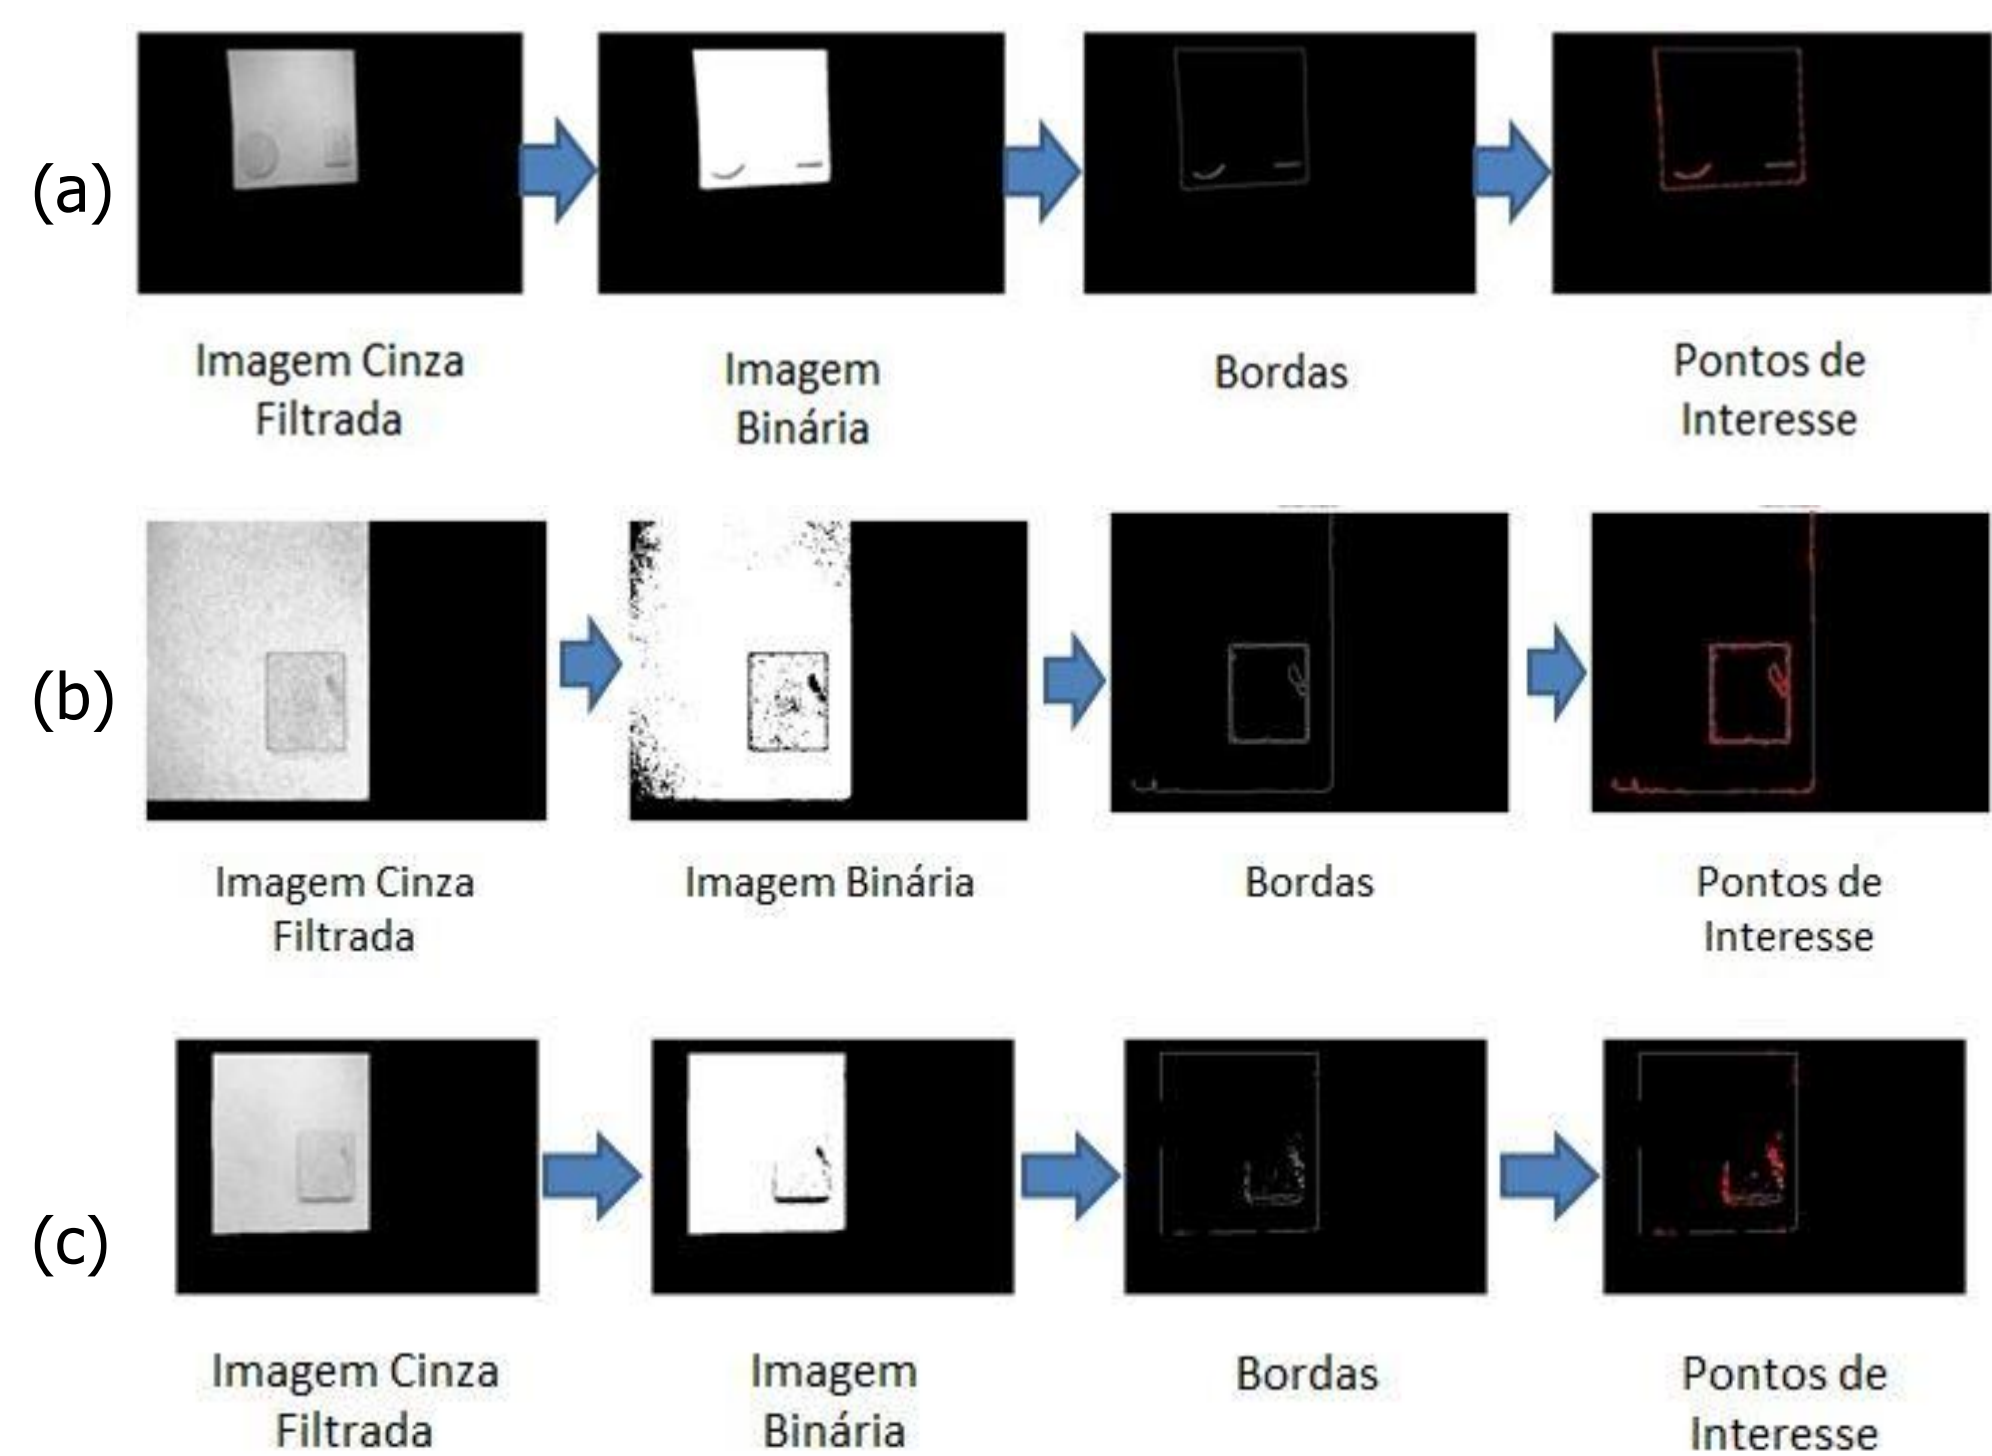 (a)
Imagem Cinza
Filtrada
Imagem
Binária
Bordas
Pontos de
Interesse
(b)
Imagem Cinza
Filtrada
Imagem Binária
Bordas
Pontos de
Interesse
(c)
Imagem Cinza
Filtrada
Imagem
Binária
Bordas
Pontos de
Interesse